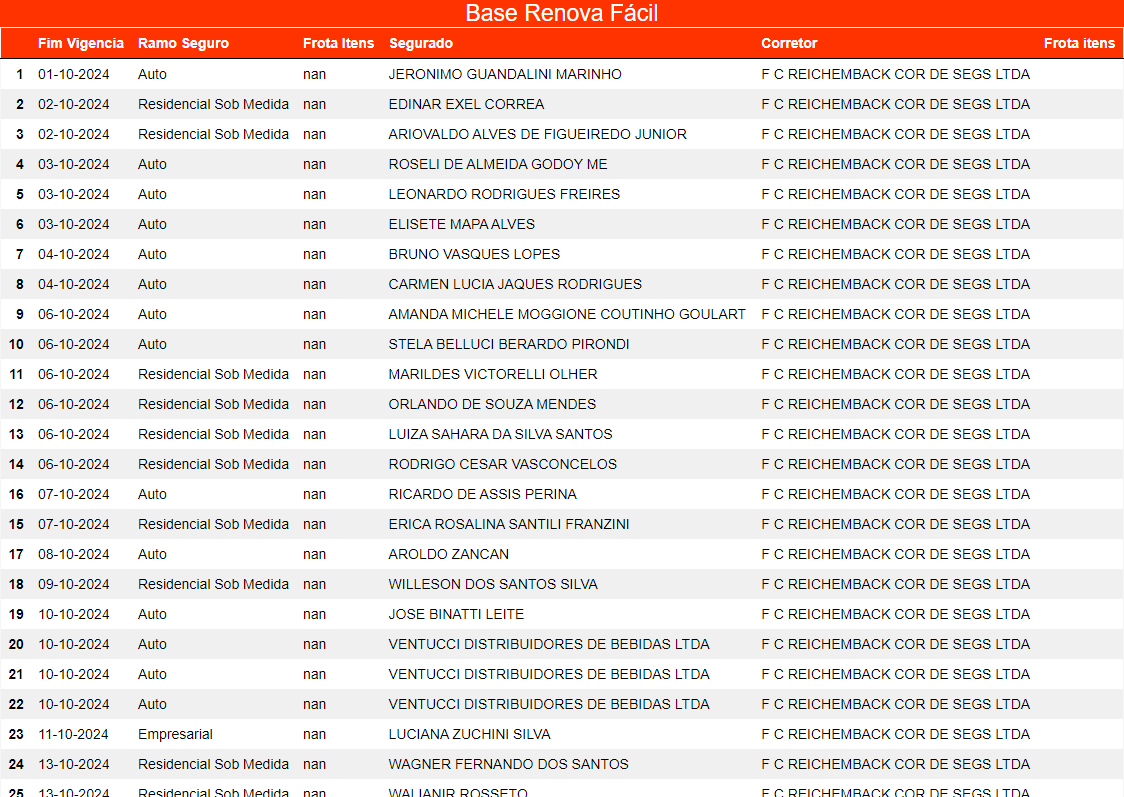 Base Renova Fácil
Fim Vigencia Ramo Seguro Frota Itens Segurado Corretor Frota itens
1 01-10-2024 Auto nan JERONIMO GUANDALINI MARINHO F C REICHEMBACK COR DE SEGS LTDA
2 02-10-2024 Residencial Sob Medida nan EDINAR EXEL CORREA F C REICHEMBACK COR DE SEGS LTDA
3 02-10-2024 Residencial Sob Medida nan ARIOVALDO ALVES DE FIGUEIREDO JUNIOR F C REICHEMBACK COR DE SEGS LTDA
4 03-10-2024 Auto nan ROSELI DE ALMEIDA GODOY ME F C REICHEMBACK COR DE SEGS LTDA
5 03-10-2024 Auto nan LEONARDO RODRIGUES FREIRES F C REICHEMBACK COR DE SEGS LTDA
6 03-10-2024 Auto nan ELISETE MAPA ALVES F C REICHEMBACK COR DE SEGS LTDA
7 04-10-2024 Auto nan BRUNO VASQUES LOPES F C REICHEMBACK COR DE SEGS LTDA
8 04-10-2024 Auto nan CARMEN LUCIA JAQUES RODRIGUES F C REICHEMBACK COR DE SEGS LTDA
9 06-10-2024 Auto nan AMANDA MICHELE MOGGIONE COUTINHO GOULART F C REICHEMBACK COR DE SEGS LTDA
10 06-10-2024 Auto nan STELA BELLUCI BERARDO PIRONDI F C REICHEMBACK COR DE SEGS LTDA
11 06-10-2024 Residencial Sob Medida nan MARILDES VICTORELLI OLHER F C REICHEMBACK COR DE SEGS LTDA
12 06-10-2024 Residencial Sob Medida nan ORLANDO DE SOUZA MENDES F C REICHEMBACK COR DE SEGS LTDA
13 06-10-2024 Residencial Sob Medida nan LUIZA SAHARA DA SILVA SANTOS F C REICHEMBACK COR DE SEGS LTDA
14 06-10-2024 Residencial Sob Medida nan RODRIGO CESAR VASCONCELOS F C REICHEMBACK COR DE SEGS LTDA
16 07-10-2024 Auto nan RICARDO DE ASSIS PERINA F C REICHEMBACK COR DE SEGS LTDA
15 07-10-2024 Residencial Sob Medida nan ERICA ROSALINA SANTILI FRANZINI F C REICHEMBACK COR DE SEGS LTDA
17 08-10-2024 Auto nan AROLDO ZANCAN F C REICHEMBACK COR DE SEGS LTDA
18 09-10-2024 Residencial Sob Medida nan WILLESON DOS SANTOS SILVA F C REICHEMBACK COR DE SEGS LTDA
19 10-10-2024 Auto nan JOSE BINATTI LEITE F C REICHEMBACK COR DE SEGS LTDA
20 10-10-2024 Auto nan VENTUCCI DISTRIBUIDORES DE BEBIDAS LTDA F C REICHEMBACK COR DE SEGS LTDA
21 10-10-2024 Auto nan VENTUCCI DISTRIBUIDORES DE BEBIDAS LTDA F C REICHEMBACK COR DE SEGS LTDA
22 10-10-2024 Auto nan VENTUCCI DISTRIBUIDORES DE BEBIDAS LTDA F C REICHEMBACK COR DE SEGS LTDA
23 11-10-2024 Empresarial nan LUCIANA ZUCHINI SILVA F C REICHEMBACK COR DE SEGS LTDA
24 13-10-2024 Residencial Sob Medida nan WAGNER FERNANDO DOS SANTOS F C REICHEMBACK COR DE SEGS LTDA
25 13-10-2024 Residencial Sob Medida nan ROSSETO F C REICHEMBACK COR DE SEGS LTDA